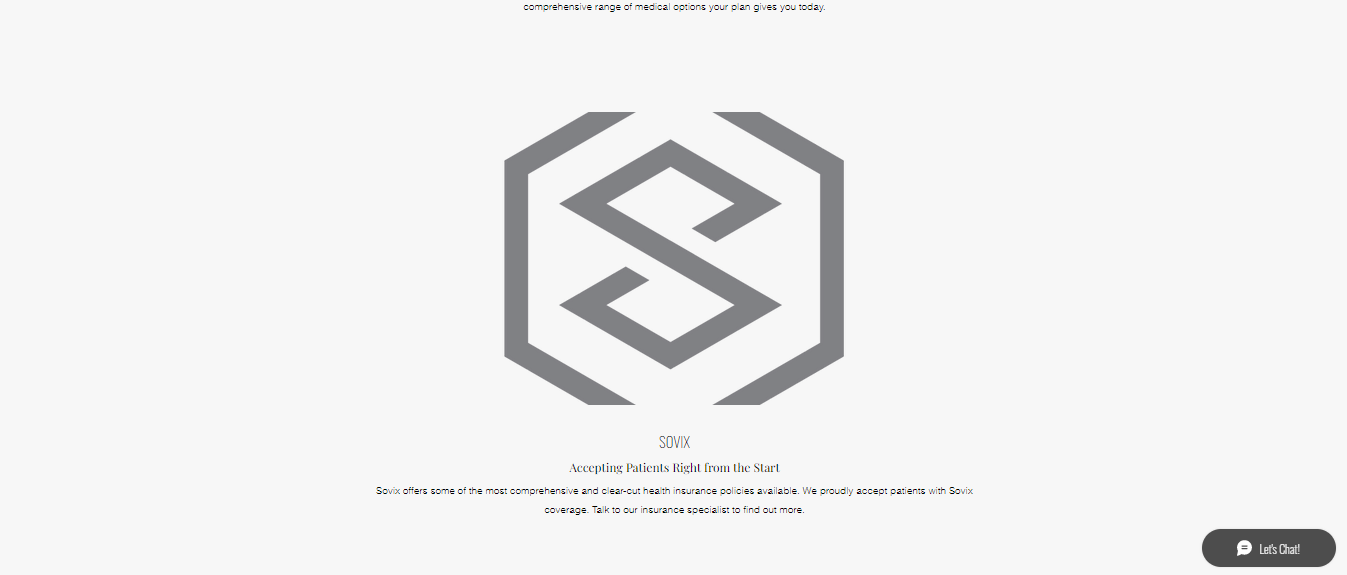 comprehensive range of medical options your plan gives you today.
SOVIX
Accepting Patients Right from the Start
Sovix offers some of the most comprehensive and clear-cut health insurance policies available. We proudly accept patients with Sovix
coverage. Talk to our insurance specialist to find out more.
Let's Chat!